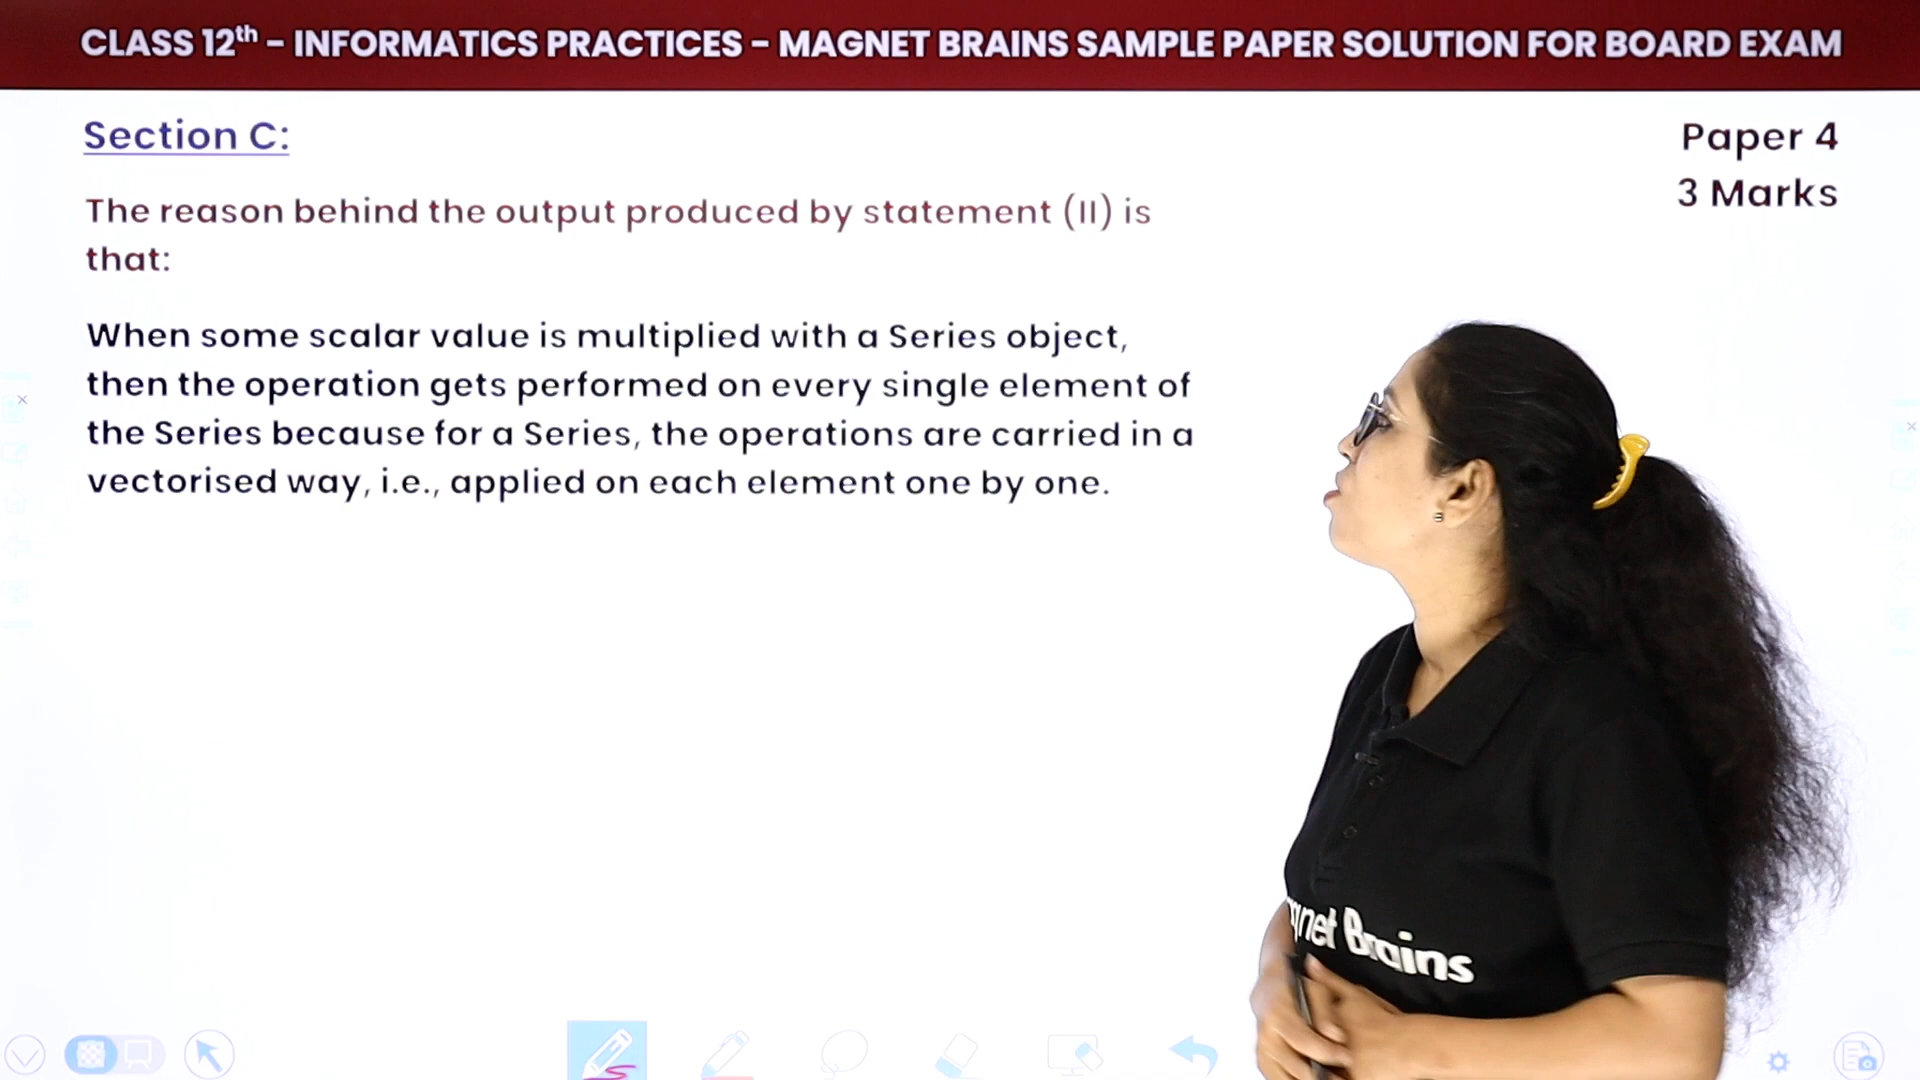 CLASS 12th - INFORMATICS PRACTICES - MAGNET BRAINS SAMPLE PAPER SOLUTION FOR BOARD EXAM
Section C:
Paper 4
3 Marks
The reason behind the output produced by statement (II) is
that:
When some scalar value is multiplied with a Series object,
then the operation gets performed on every single element of
the Series because for a Series, the operations are carried in a
vectorised way, i.e., applied on each element one by one.
Brains